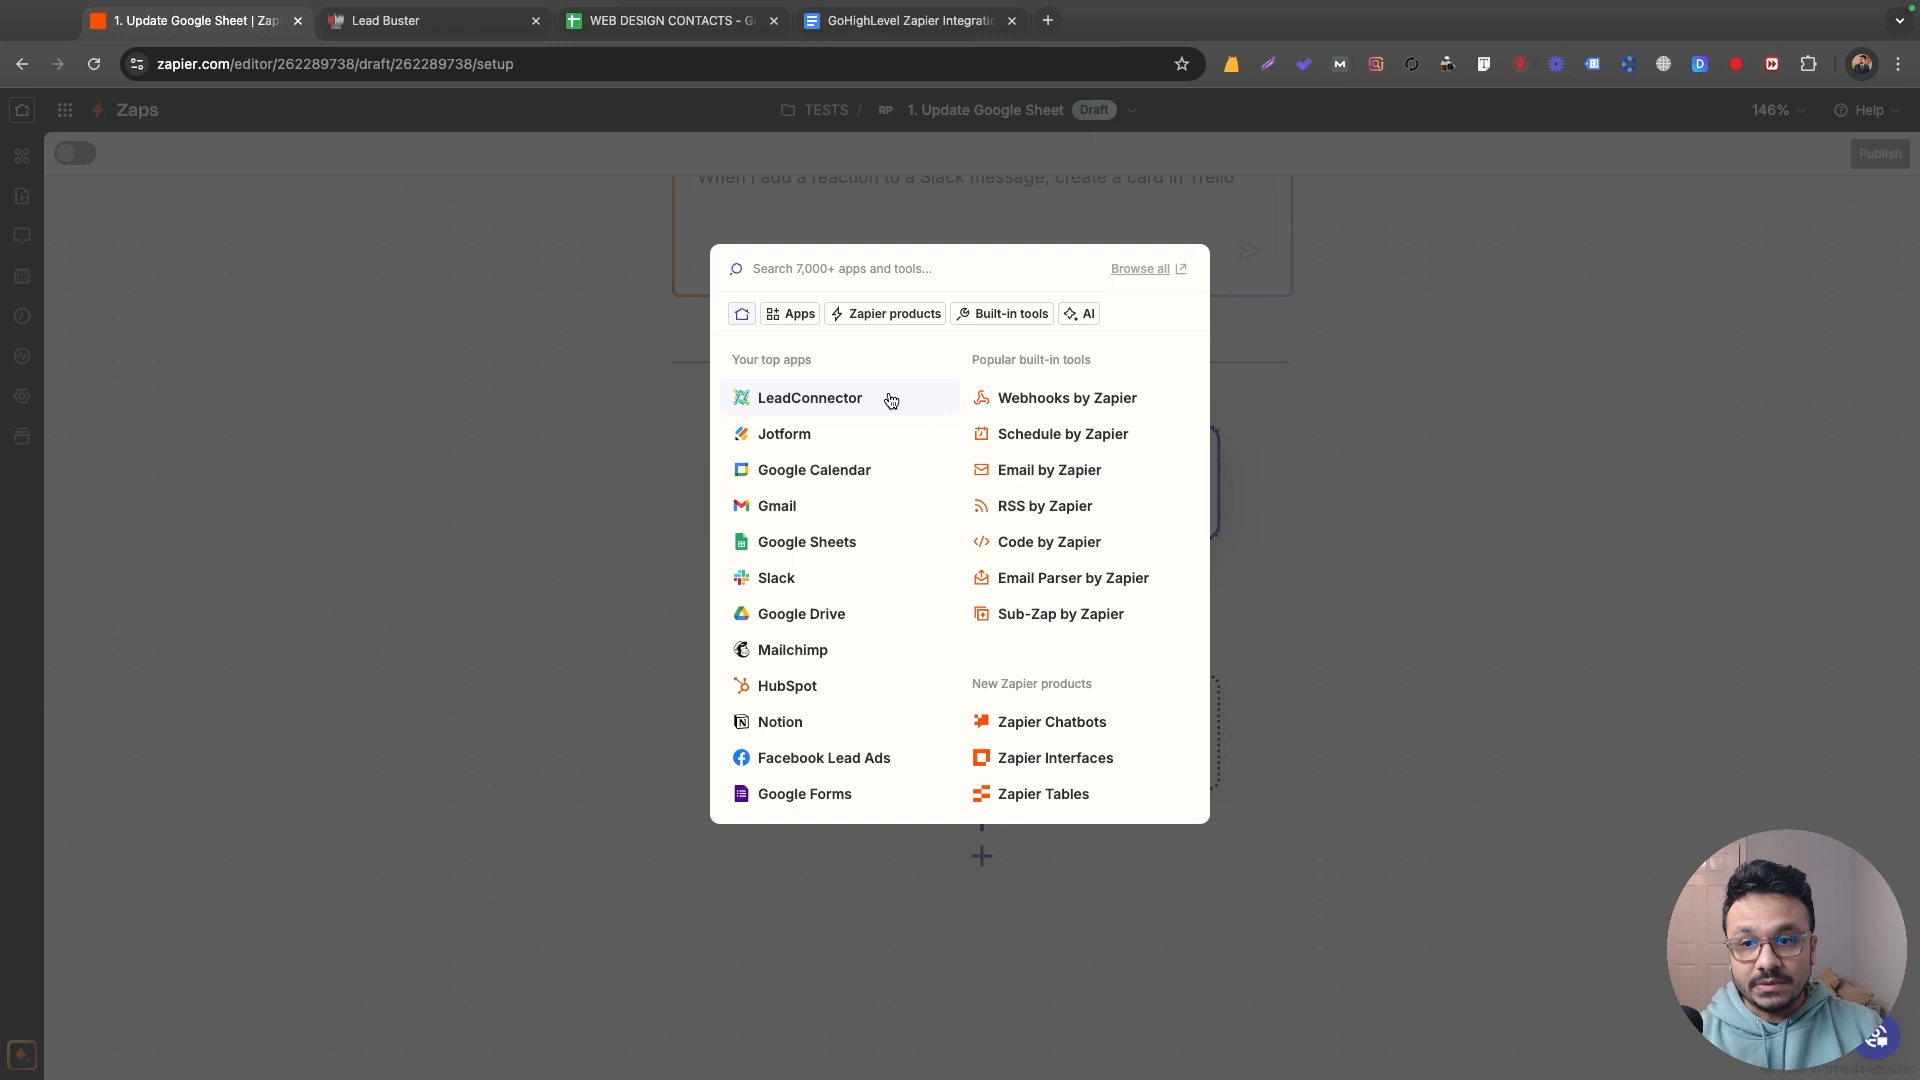 1. Update Google Sheet | Zap
Lead Buster
WEB DESIGN CONTACTS - G
GoHighLevel Zapier Integratio
zapier.com/editor/262289738/draft/262289738/setup
Zaps
TESTS / RP 1. Update Google Sheet Draft
146%
Help
Publish
When I add a reaction to a Slack message, create a card in Trello
Search 7,000+ apps and tools...
Browse all
Apps
Zapier products
Built-in tools
AI
Your top apps
LeadConnector
Jotform
Google Calendar
Gmail
Google Sheets
Slack
Google Drive
Mailchimp
HubSpot
Notion
Facebook Lead Ads
Google Forms
Popular built-in tools
Webhooks by Zapier
Schedule by Zapier
Email by Zapier
RSS by Zapier
Code by Zapier
Email Parser by Zapier
Sub-Zap by Zapier
New Zapier products
Zapier Chatbots
Zapier Interfaces
Zapier Tables